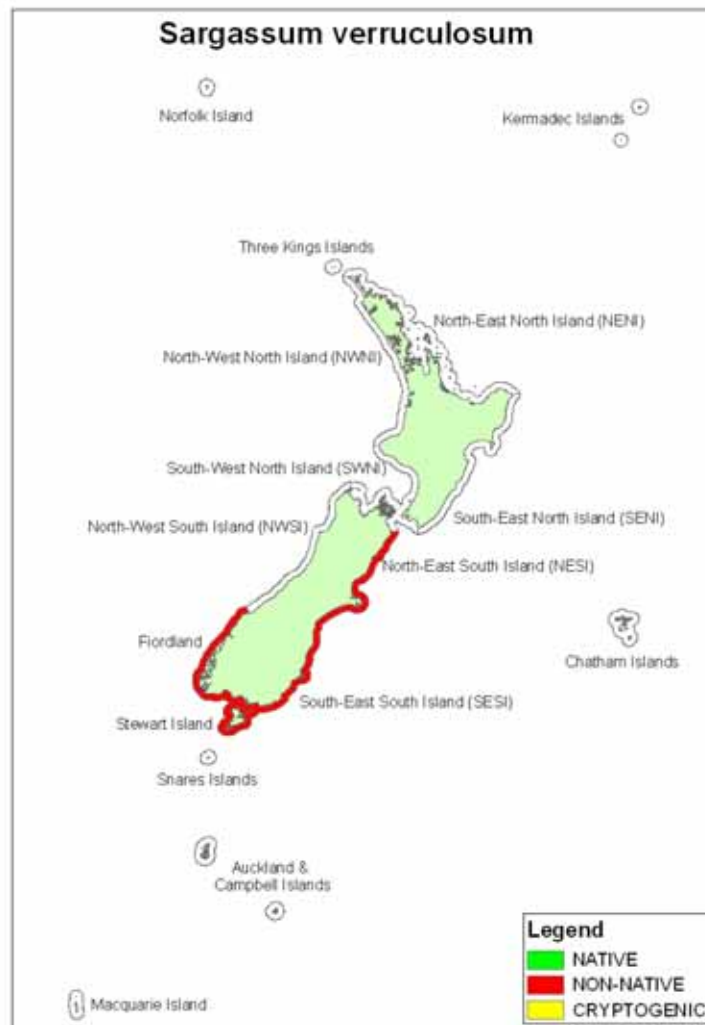 Sargassum verruculosum
Norfolk Island
Kermadec Islands
Three Kings Islands
North-East North Island (NENI)
North-West North Island (NWNI)
South-West North Island (SWNI)
South-East North Island (SENI)
North-West South Island (NWSI)
North-East South Island (NESI)
Fiordland
Chatham Islands
South-East South Island (SESI)
Stewart Island
Snares Islands
Auckland &
Campbell Islands
Macquarie Island
Legend
NATIVE
NON-NATIVE
CRYPTOGENIC